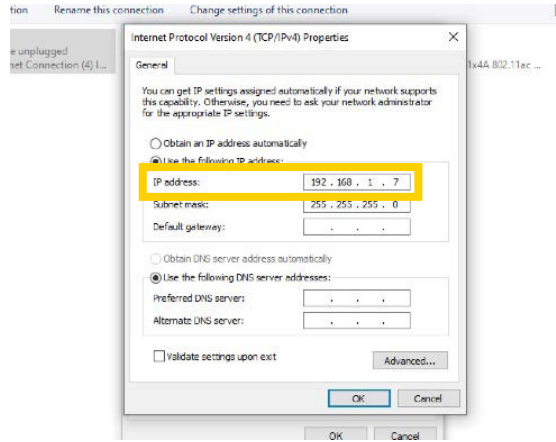 tion Rename this connection Change settings of this connection
Internet Protocol Version 4 (TCP/IPv4) Properties
e unplugged
net Connection (4) I...
1x4A 802.11ac ...
General
You can get IP settings assigned automatically if your network supports
this capability. Otherwise, you need to ask your network administrator
for the appropriate IP settings.
Obtain an IP address automatically
Use the following IP address:
IP address: 192 . 168 . 1 . 7
Subnet mask: 255 . 255 . 255 . 0
Default gateway: . . .
Obtain DNS server address automatically
Use the following DNS server addresses:
Preferred DNS server: . . .
Alternate DNS server: . . .
Validate settings upon exit
Advanced...
OK Cancel
OK Cancel